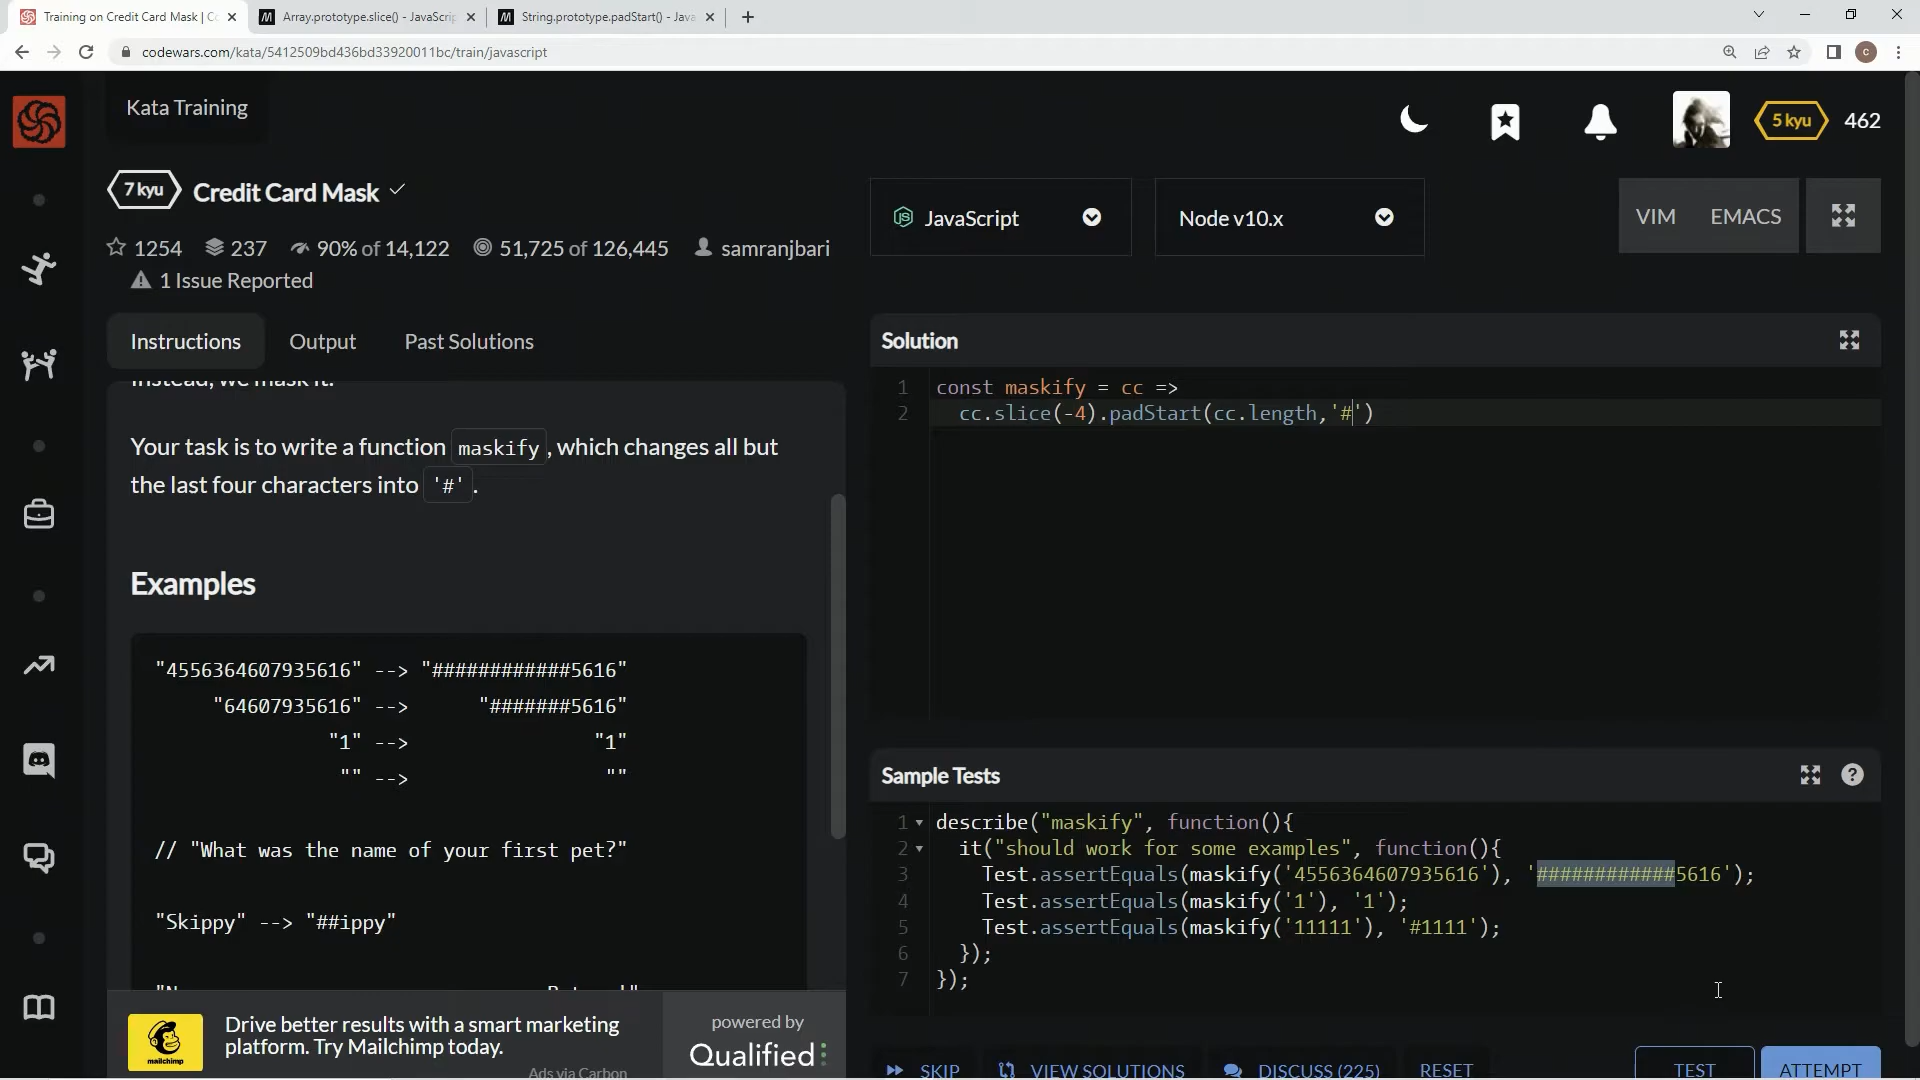 Training on Credit Card Mask | C
Array.prototype.slice() - JavaScrip
String.prototype.padStart() - Java
codewars.com/kata/5412509bd436bd33920011bc/train/javascript
C
Kata Training
5 kyu
462
7 kyu
Credit Card Mask
1254
237
90% of 14,122
51,725 of 126,445
samranjbari
1 Issue Reported
JavaScript
Node v10.x
VIM
EMACS
Instructions
Output
Past Solutions
instead, we mask it.
Your task is to write a function maskify, which changes all but
the last four characters into '#'.
Examples
"4556364607935616" --> "############5616"
"64607935616" --> "#######5616"
"1" --> "1"
"" --> ""
// "What was the name of your first pet?"
"Skippy" --> "##ippy"
Drive better results with a smart marketing
platform. Try Mailchimp today.
mailchimp
Ads via Carbon
powered by
Qualified
Solution
1 const maskify = cc =>
2 cc.slice(-4).padStart(cc.length,'#')
Sample Tests
?
1 describe("maskify", function(){
2 it("should work for some examples", function(){
3 Test.assertEquals(maskify('4556364607935616'), '############5616');
4 Test.assertEquals(maskify('1'), '1');
5 Test.assertEquals(maskify('11111'), '#1111');
6 });
7 });
SKIP
VIEW SOLUTIONS
DISCUSS (225)
RESET
TEST
ATTEMPT